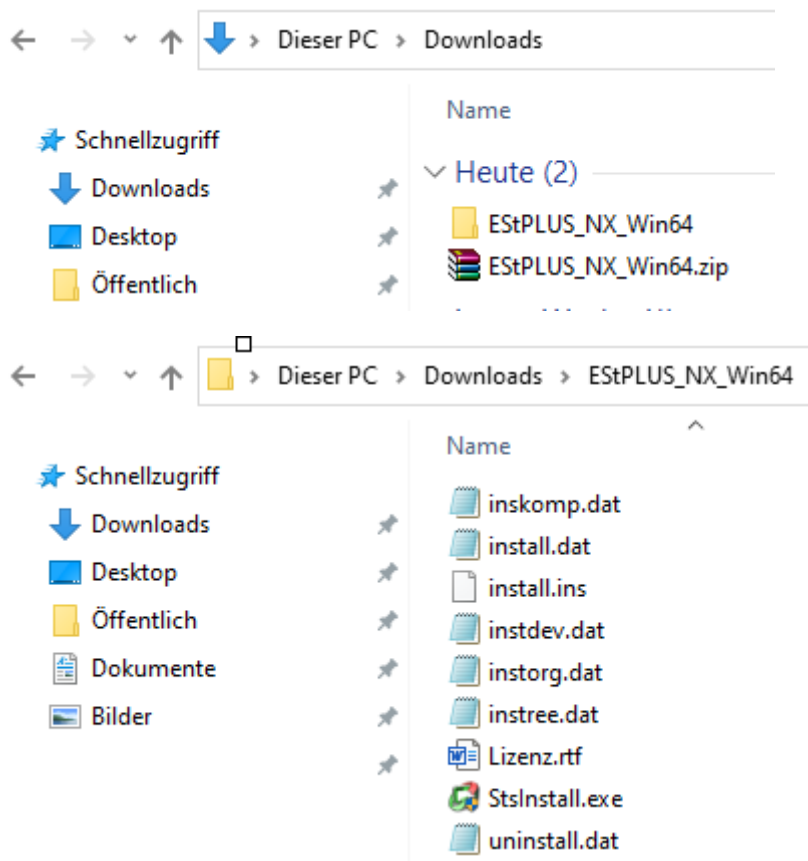 Dieser PC > Downloads
Name
Schnellzugriff
Heute (2)
Downloads
EStPLUS_NX_Win64
Desktop
EStPLUS_NX_Win64.zip
Öffentlich
Dieser PC > Downloads > EStPLUS_NX_Win64
Name
Schnellzugriff
inskomp.dat
Downloads
install.dat
Desktop
install.ins
Öffentlich
instdev.dat
Dokumente
instorg.dat
Bilder
instree.dat
Lizenz.rtf
StsInstall.exe
uninstall.dat